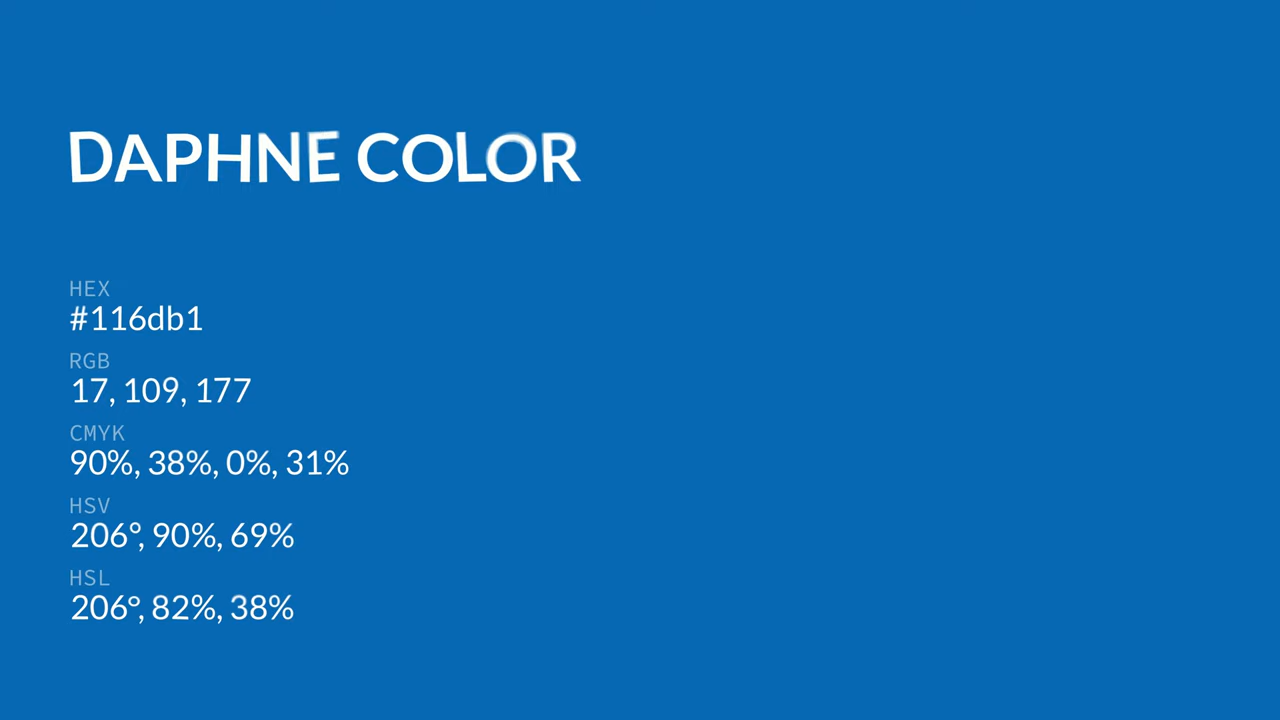 DAPHNE COLOR
HEX
#116db1
RGB
17, 109, 177
CMYK
90%, 38%, 0%, 31%
HSV
206°, 90%, 69%
HSL
206°, 82%, 38%